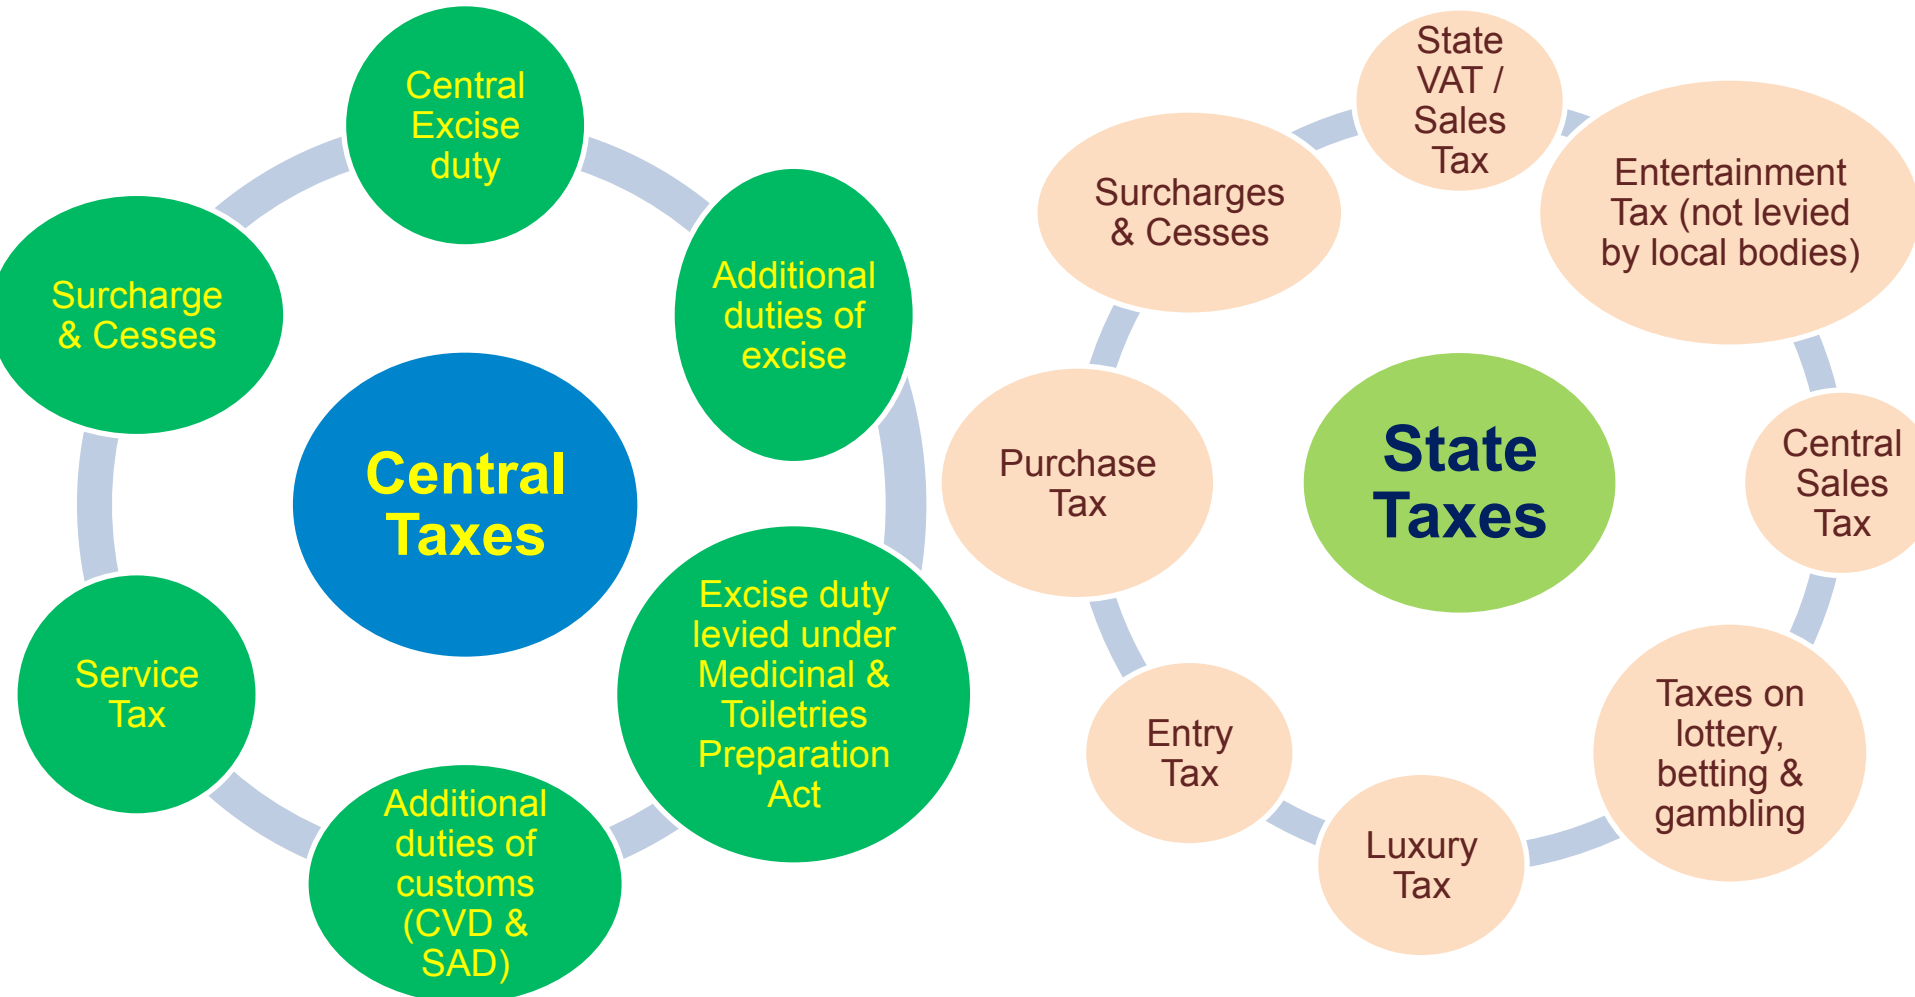 Central
Excise
duty
Additional
duties of
excise
Excise duty
levied under
Medicinal &
Toiletries
Preparation
Act
Additional
duties of
customs
(CVD &
SAD)
Service
Tax
Surcharge
& Cesses
Central
Taxes
State
VAT /
Sales
Tax
Entertainment
Tax (not levied
by local bodies)
Central
Sales
Tax
Taxes on
lottery,
betting &
gambling
Luxury
Tax
Entry
Tax
Purchase
Tax
Surcharges
& Cesses
State
Taxes